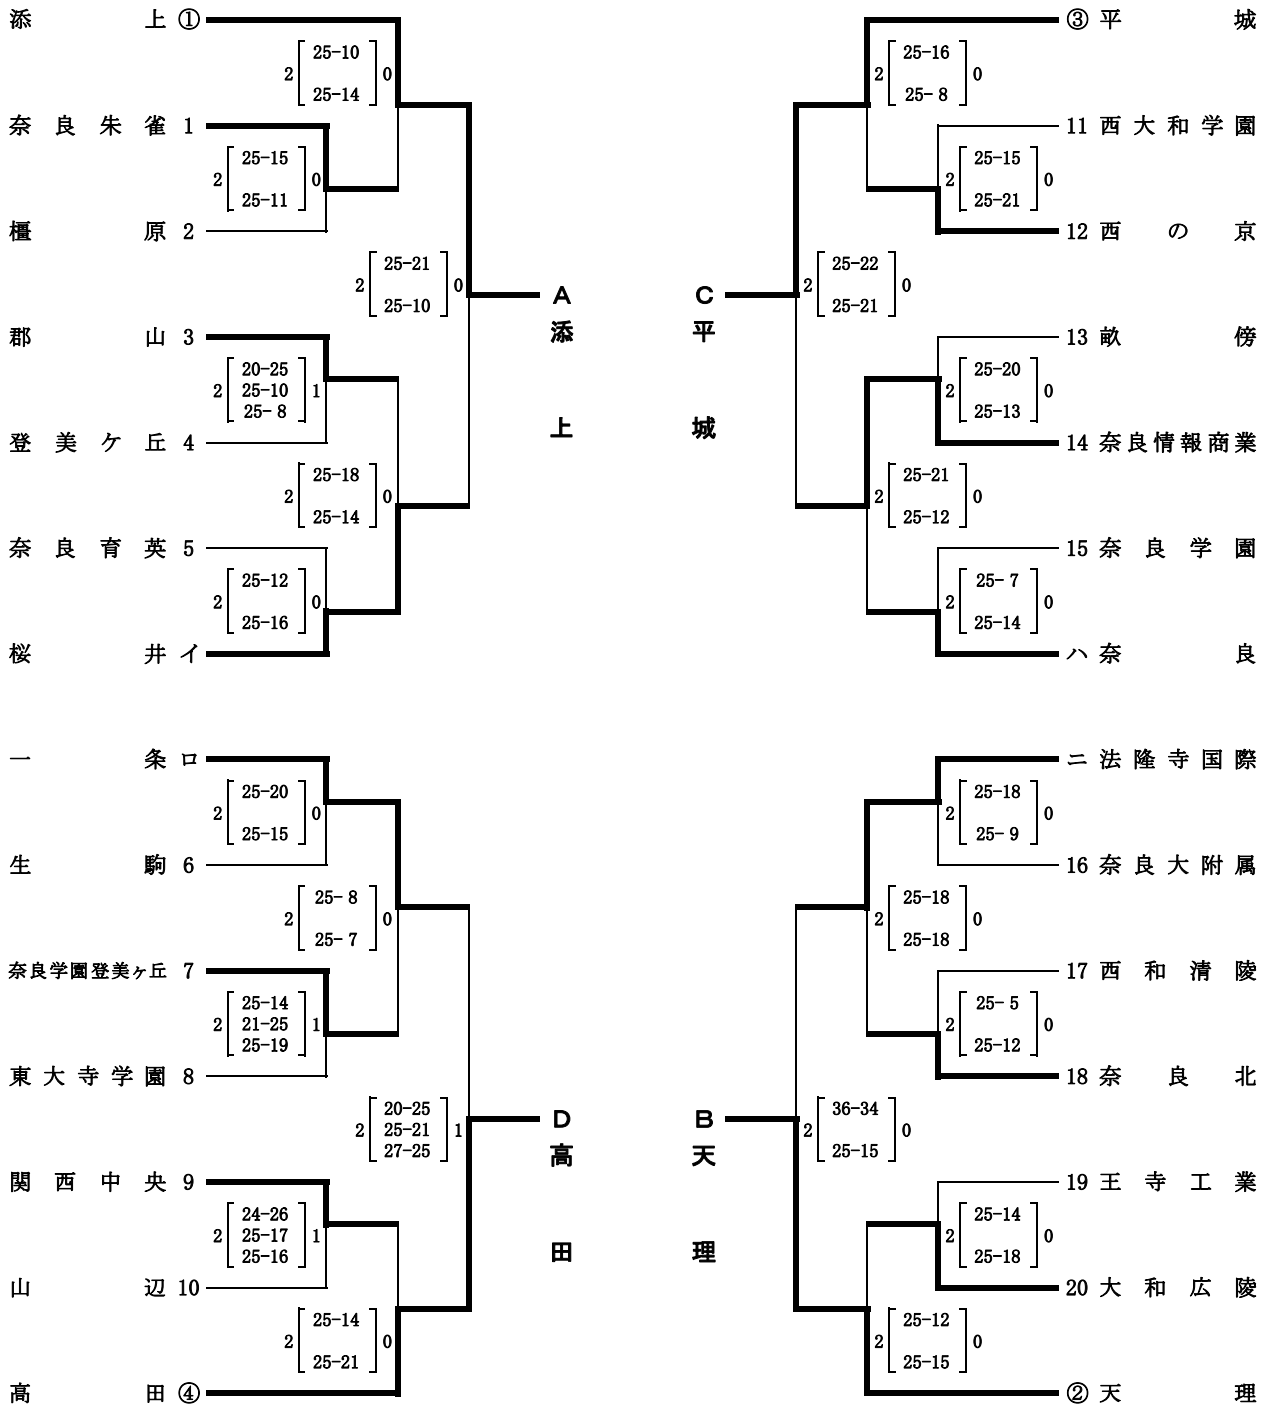 添上 ①
2 25-10 0
25-14
奈良朱雀 1
2 25-15 0
25-11
橿原 2
2 25-21 0
25-10
A
添上
郡山 3
20-25
2 25-10 1
25- 8
登美ケ丘 4
2 25-18 0
25-14
奈良育英 5
2 25-12 0
25-16
桜井 イ
③ 平城
2 25-16 0
25- 8
11 西大和学園
2 25-15 0
25-21
12 西の京
C
平城
2 25-22 0
25-21
13 畝傍
2 25-20 0
25-13
14 奈良情報商業
2 25-21 0
25-12
15 奈良学園
2 25- 7 0
25-14
ハ 奈良
一条 ロ
2 25-20 0
25-15
生駒 6
2 25- 8 0
25- 7
奈良学園登美ヶ丘 7
25-14
2 21-25 1
25-19
東大寺学園 8
20-25
2 25-21 1
27-25
D
高田
関西中央 9
24-26
2 25-17 1
25-16
山辺 10
2 25-14 0
25-21
高田 ④
ニ 法隆寺国際
2 25-18 0
25- 9
16 奈良大附属
2 25-18 0
25-18
17 西和清陵
2 25- 5 0
25-12
18 奈良北
B
天理
2 36-34 0
25-15
19 王寺工業
2 25-14 0
25-18
20 大和広陵
2 25-12 0
25-15
② 天理